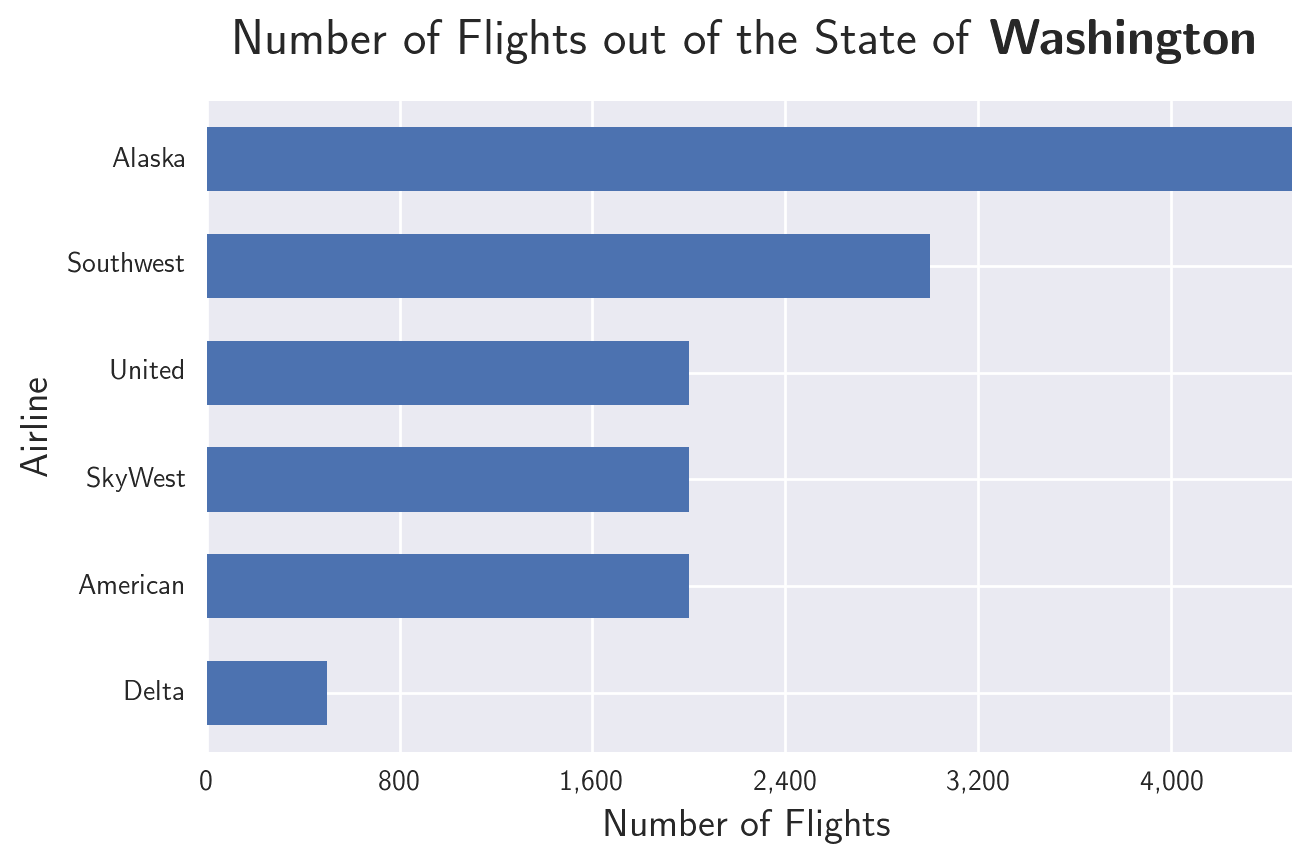 Number of Flights out of the State of Washington
Alaska
Southwest
United
SkyWest
American
Delta
Airline
0 800 1,600 2,400 3,200 4,000
Number of Flights